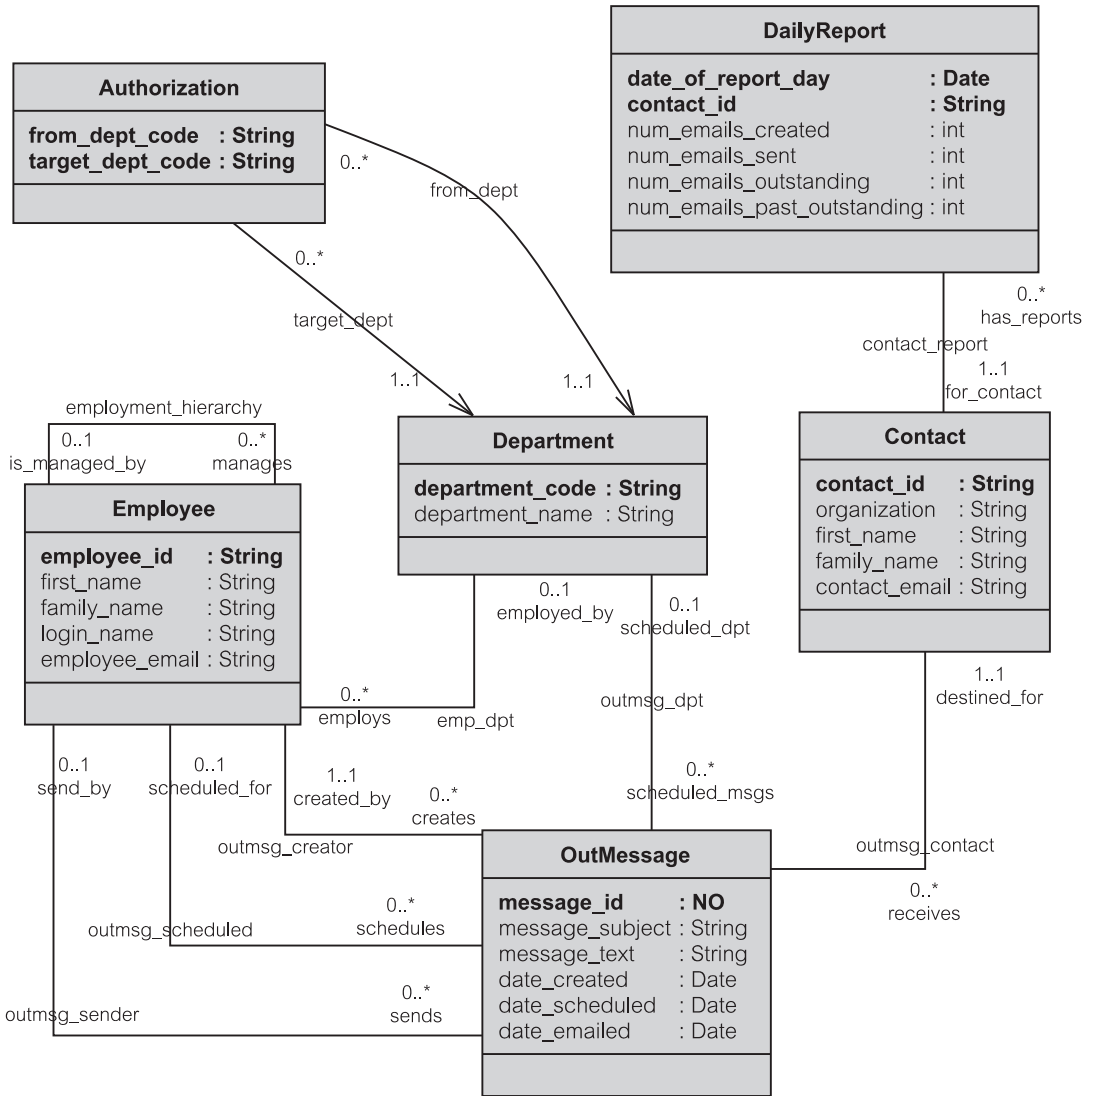 DailyReport
date_of_report_day : Date
contact_id : String
num_emails_created : int
num_emails_sent : int
num_emails_outstanding : int
num_emails_past_outstanding : int
Authorization
from_dept_code : String
target_dept_code : String
0..*
from_dept
0..*
target_dept
1..1
1..1
0..*
has_reports
contact_report
1..1
for_contact
employment_hierarchy
0..1
is_managed_by
0..*
manages
Department
department_code : String
department_name : String
Contact
contact_id : String
organization : String
first_name : String
family_name : String
contact_email : String
Employee
employee_id : String
first_name : String
family_name : String
login_name : String
employee_email : String
0..1
employed_by
0..1
scheduled_dpt
0..*
employs
emp_dpt
outmsg_dpt
1..1
destined_for
0..1
send_by
0..1
scheduled_for
1..1
created_by
0..*
creates
0..*
scheduled_msgs
outmsg_creator
outmsg_contact
0..*
receives
OutMessage
message_id : NO
message_subject : String
message_text : String
date_created : Date
date_scheduled : Date
date_emailed : Date
0..*
schedules
outmsg_scheduled
0..*
sends
outmsg_sender